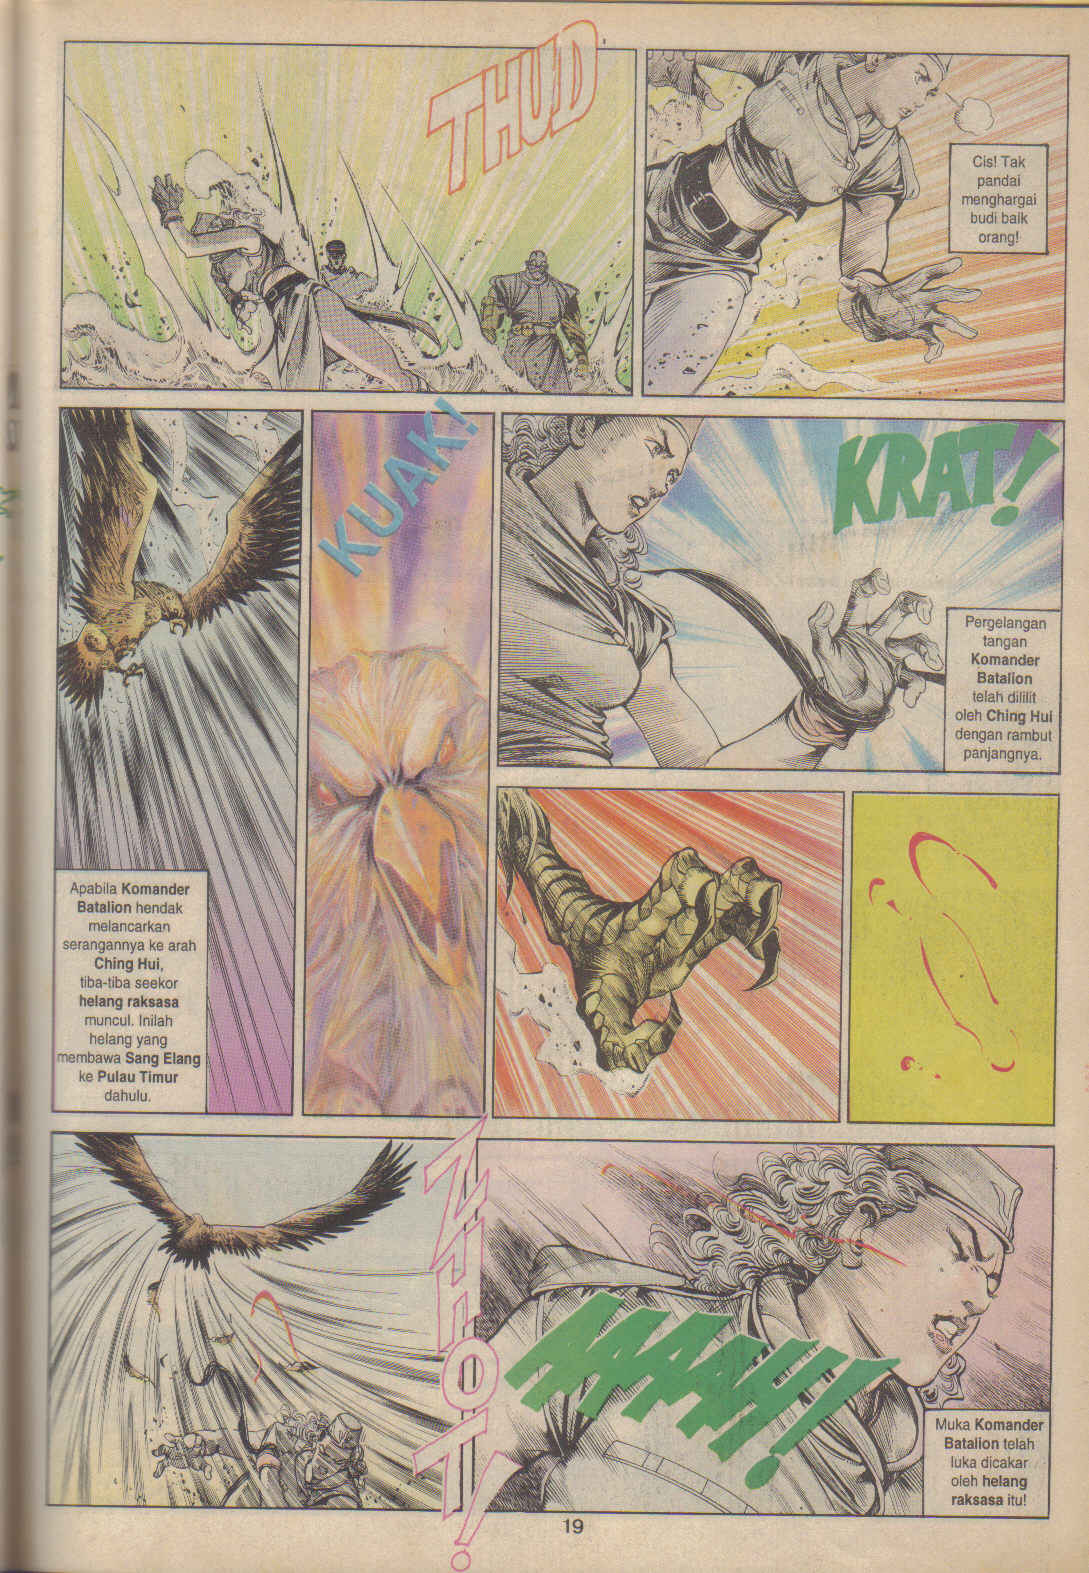 THUD
Cis! Tak
pandai
menghargai
budi baik
orang!
KUAK!
KRAT!
Pergelangan
tangan
Komander
Batalion
telah dililit
oleh Ching Hui
dengan rambut
panjangnya.
Apabila Komander
Batalion hendak
melancarkan
serangannya ke arah
Ching Hui,
tiba-tiba seekor
helang raksasa
muncul. Inilah
helang yang
membawa Sang Elang
ke Pulau Timur
dahulu.
AAAAH!!
Muka Komander
Batalion telah
luka dicakar
oleh helang
raksasa itu!
19